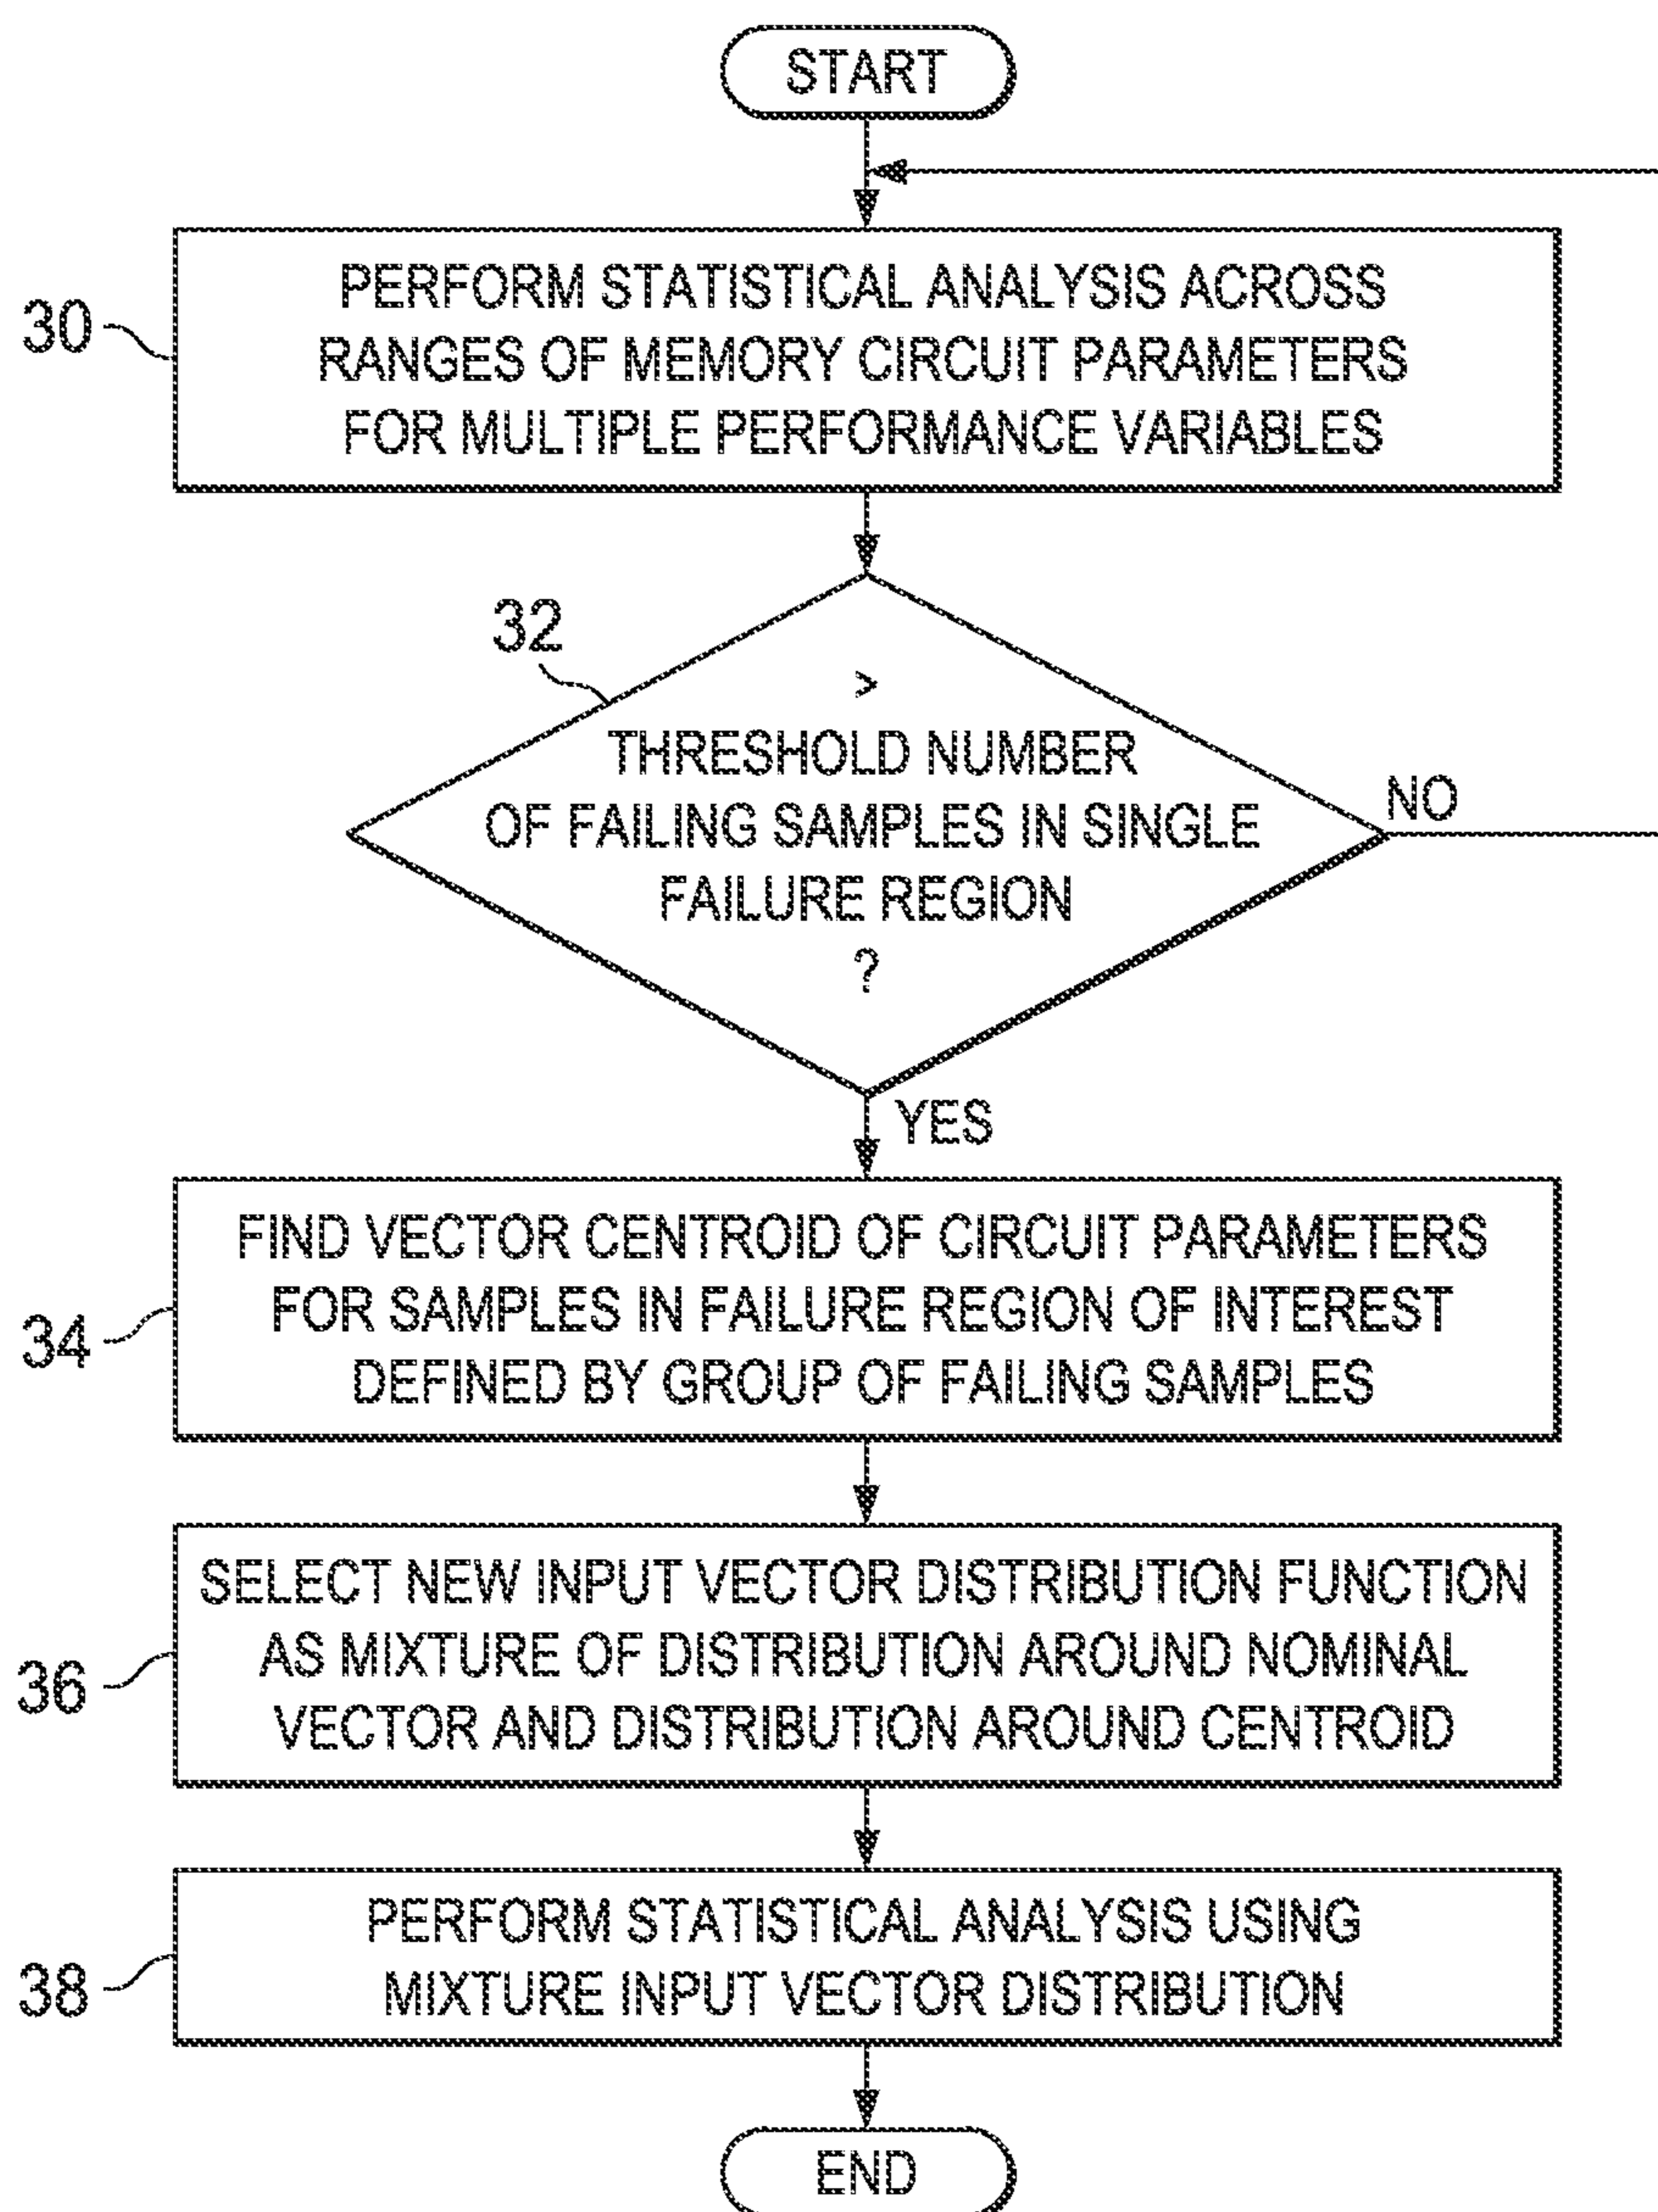 START
30
PERFORM STATISTICAL ANALYSIS ACROSS
RANGES OF MEMORY CIRCUIT PARAMETERS
FOR MULTIPLE PERFORMANCE VARIABLES
32
>
THRESHOLD NUMBER
OF FAILING SAMPLES IN SINGLE
FAILURE REGION
?
NO
YES
34
FIND VECTOR CENTROID OF CIRCUIT PARAMETERS
FOR SAMPLES IN FAILURE REGION OF INTEREST
DEFINED BY GROUP OF FAILING SAMPLES
36
SELECT NEW INPUT VECTOR DISTRIBUTION FUNCTION
AS MIXTURE OF DISTRIBUTION AROUND NOMINAL
VECTOR AND DISTRIBUTION AROUND CENTROID
38
PERFORM STATISTICAL ANALYSIS USING
MIXTURE INPUT VECTOR DISTRIBUTION
END